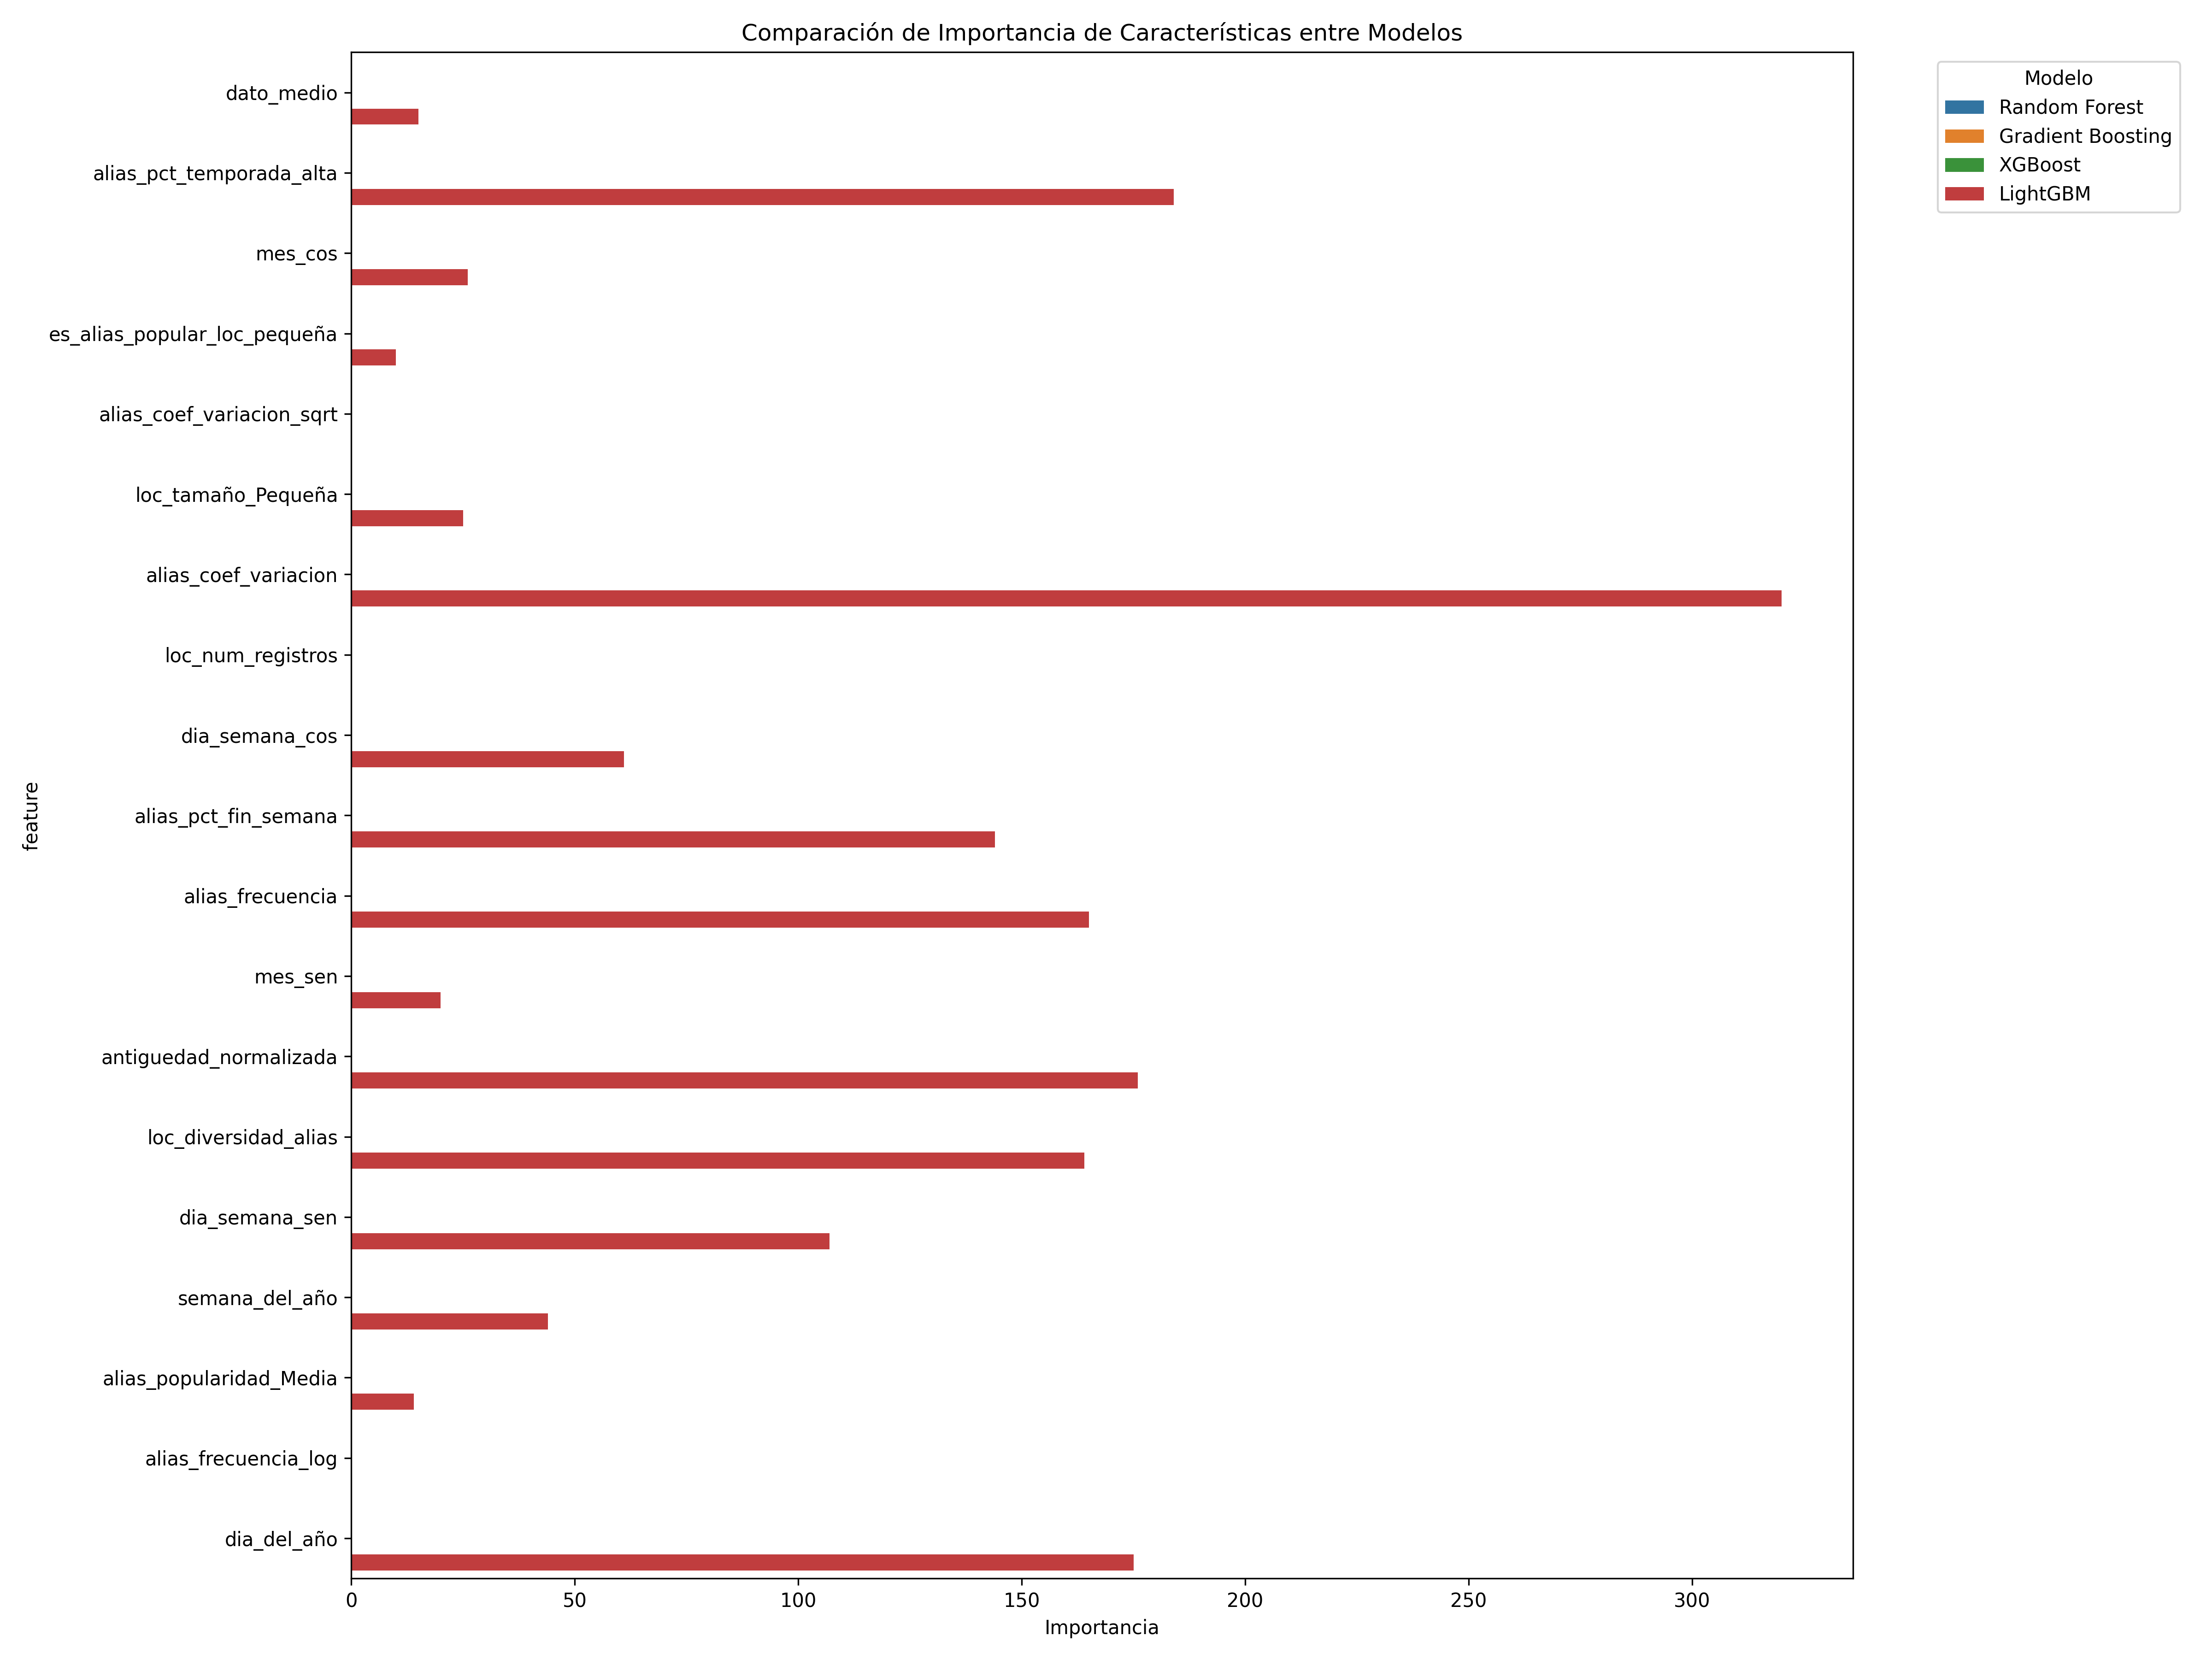 Comparación de Importancia de Características entre Modelos
Modelo
Random Forest
Gradient Boosting
XGBoost
LightGBM
feature
dato_medio
alias_pct_temporada_alta
mes_cos
es_alias_popular_loc_pequeña
alias_coef_variacion_sqrt
loc_tamaño_Pequeña
alias_coef_variacion
loc_num_registros
dia_semana_cos
alias_pct_fin_semana
alias_frecuencia
mes_sen
antiguedad_normalizada
loc_diversidad_alias
dia_semana_sen
semana_del_año
alias_popularidad_Media
alias_frecuencia_log
dia_del_año
0 50 100 150 200 250 300
Importancia